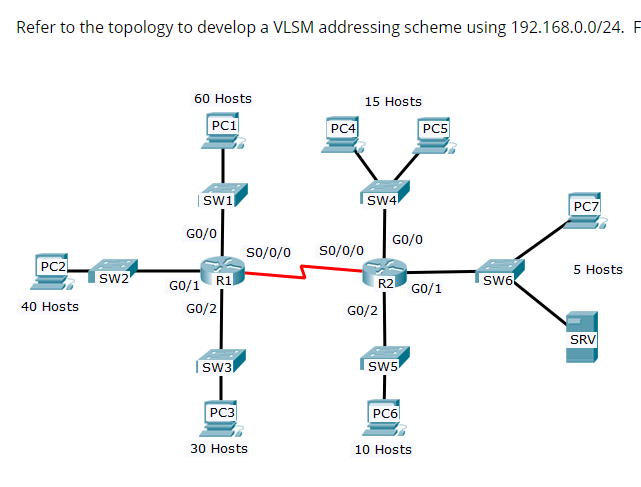 Refer to the topology to develop a VLSM addressing scheme using 192.168.0.0/24. F
60 Hosts
15 Hosts
PC1
PC4
PC5
SW1
SW4
PC7
G0/0
G0/0
S0/0/0
S0/0/0
PC2
SW2
G0/1
R1
R2
G0/1
SW6
5 Hosts
40 Hosts
G0/2
G0/2
SRV
SW3
SW5
PC3
PC6
30 Hosts
10 Hosts